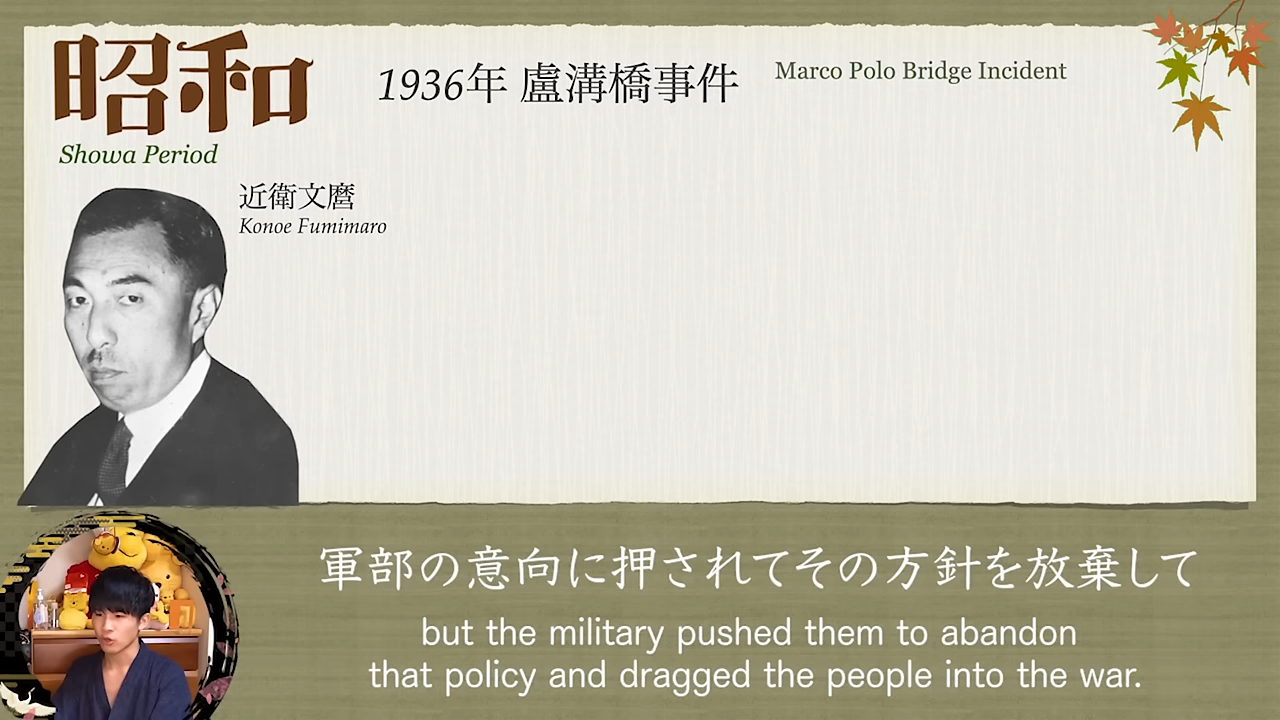 昭和
Showa Period
1936年 盧溝橋事件
Marco Polo Bridge Incident
近衛文麿
Konoe Fumimaro
軍部の意向に押されてその方針を放棄して
but the military pushed them to abandon
that policy and dragged the people into the war.